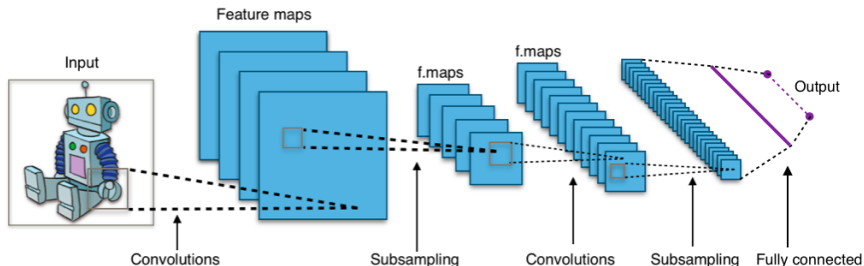 Feature maps
Input
f.maps
f.maps
Output
Convolutions
Subsampling
Convolutions
Subsampling
Fully connected